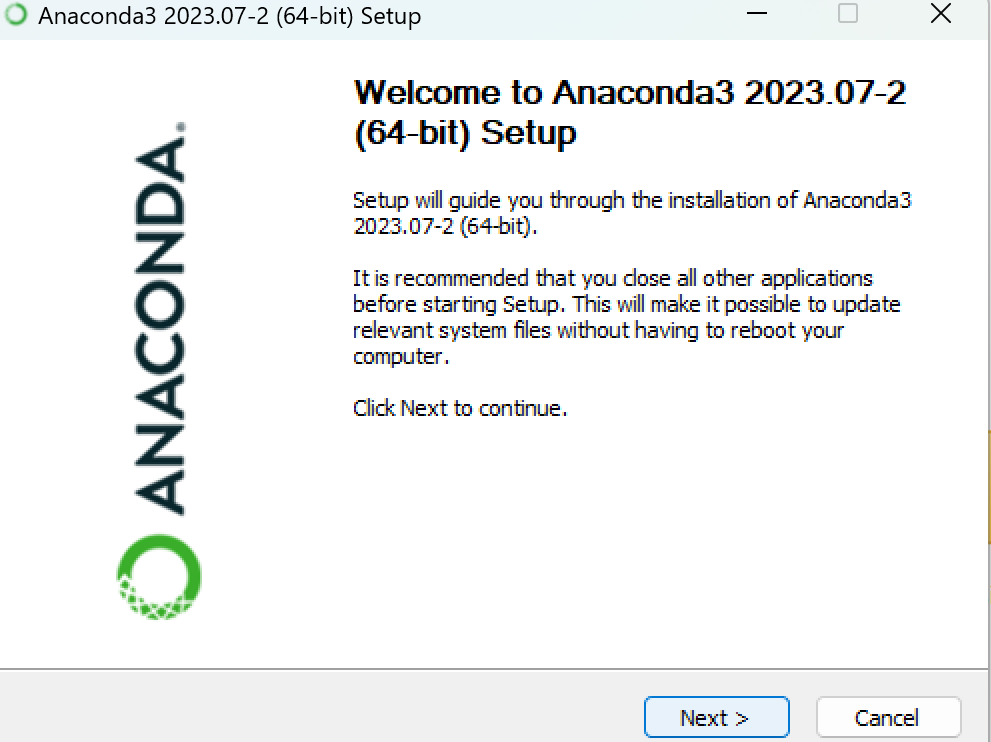 Anaconda3 2023.07-2 (64-bit) Setup
Welcome to Anaconda3 2023.07-2
(64-bit) Setup
Setup will guide you through the installation of Anaconda3
2023.07-2 (64-bit).
It is recommended that you close all other applications
before starting Setup. This will make it possible to update
relevant system files without having to reboot your
computer.
Click Next to continue.
ANACONDA.
Next >
Cancel